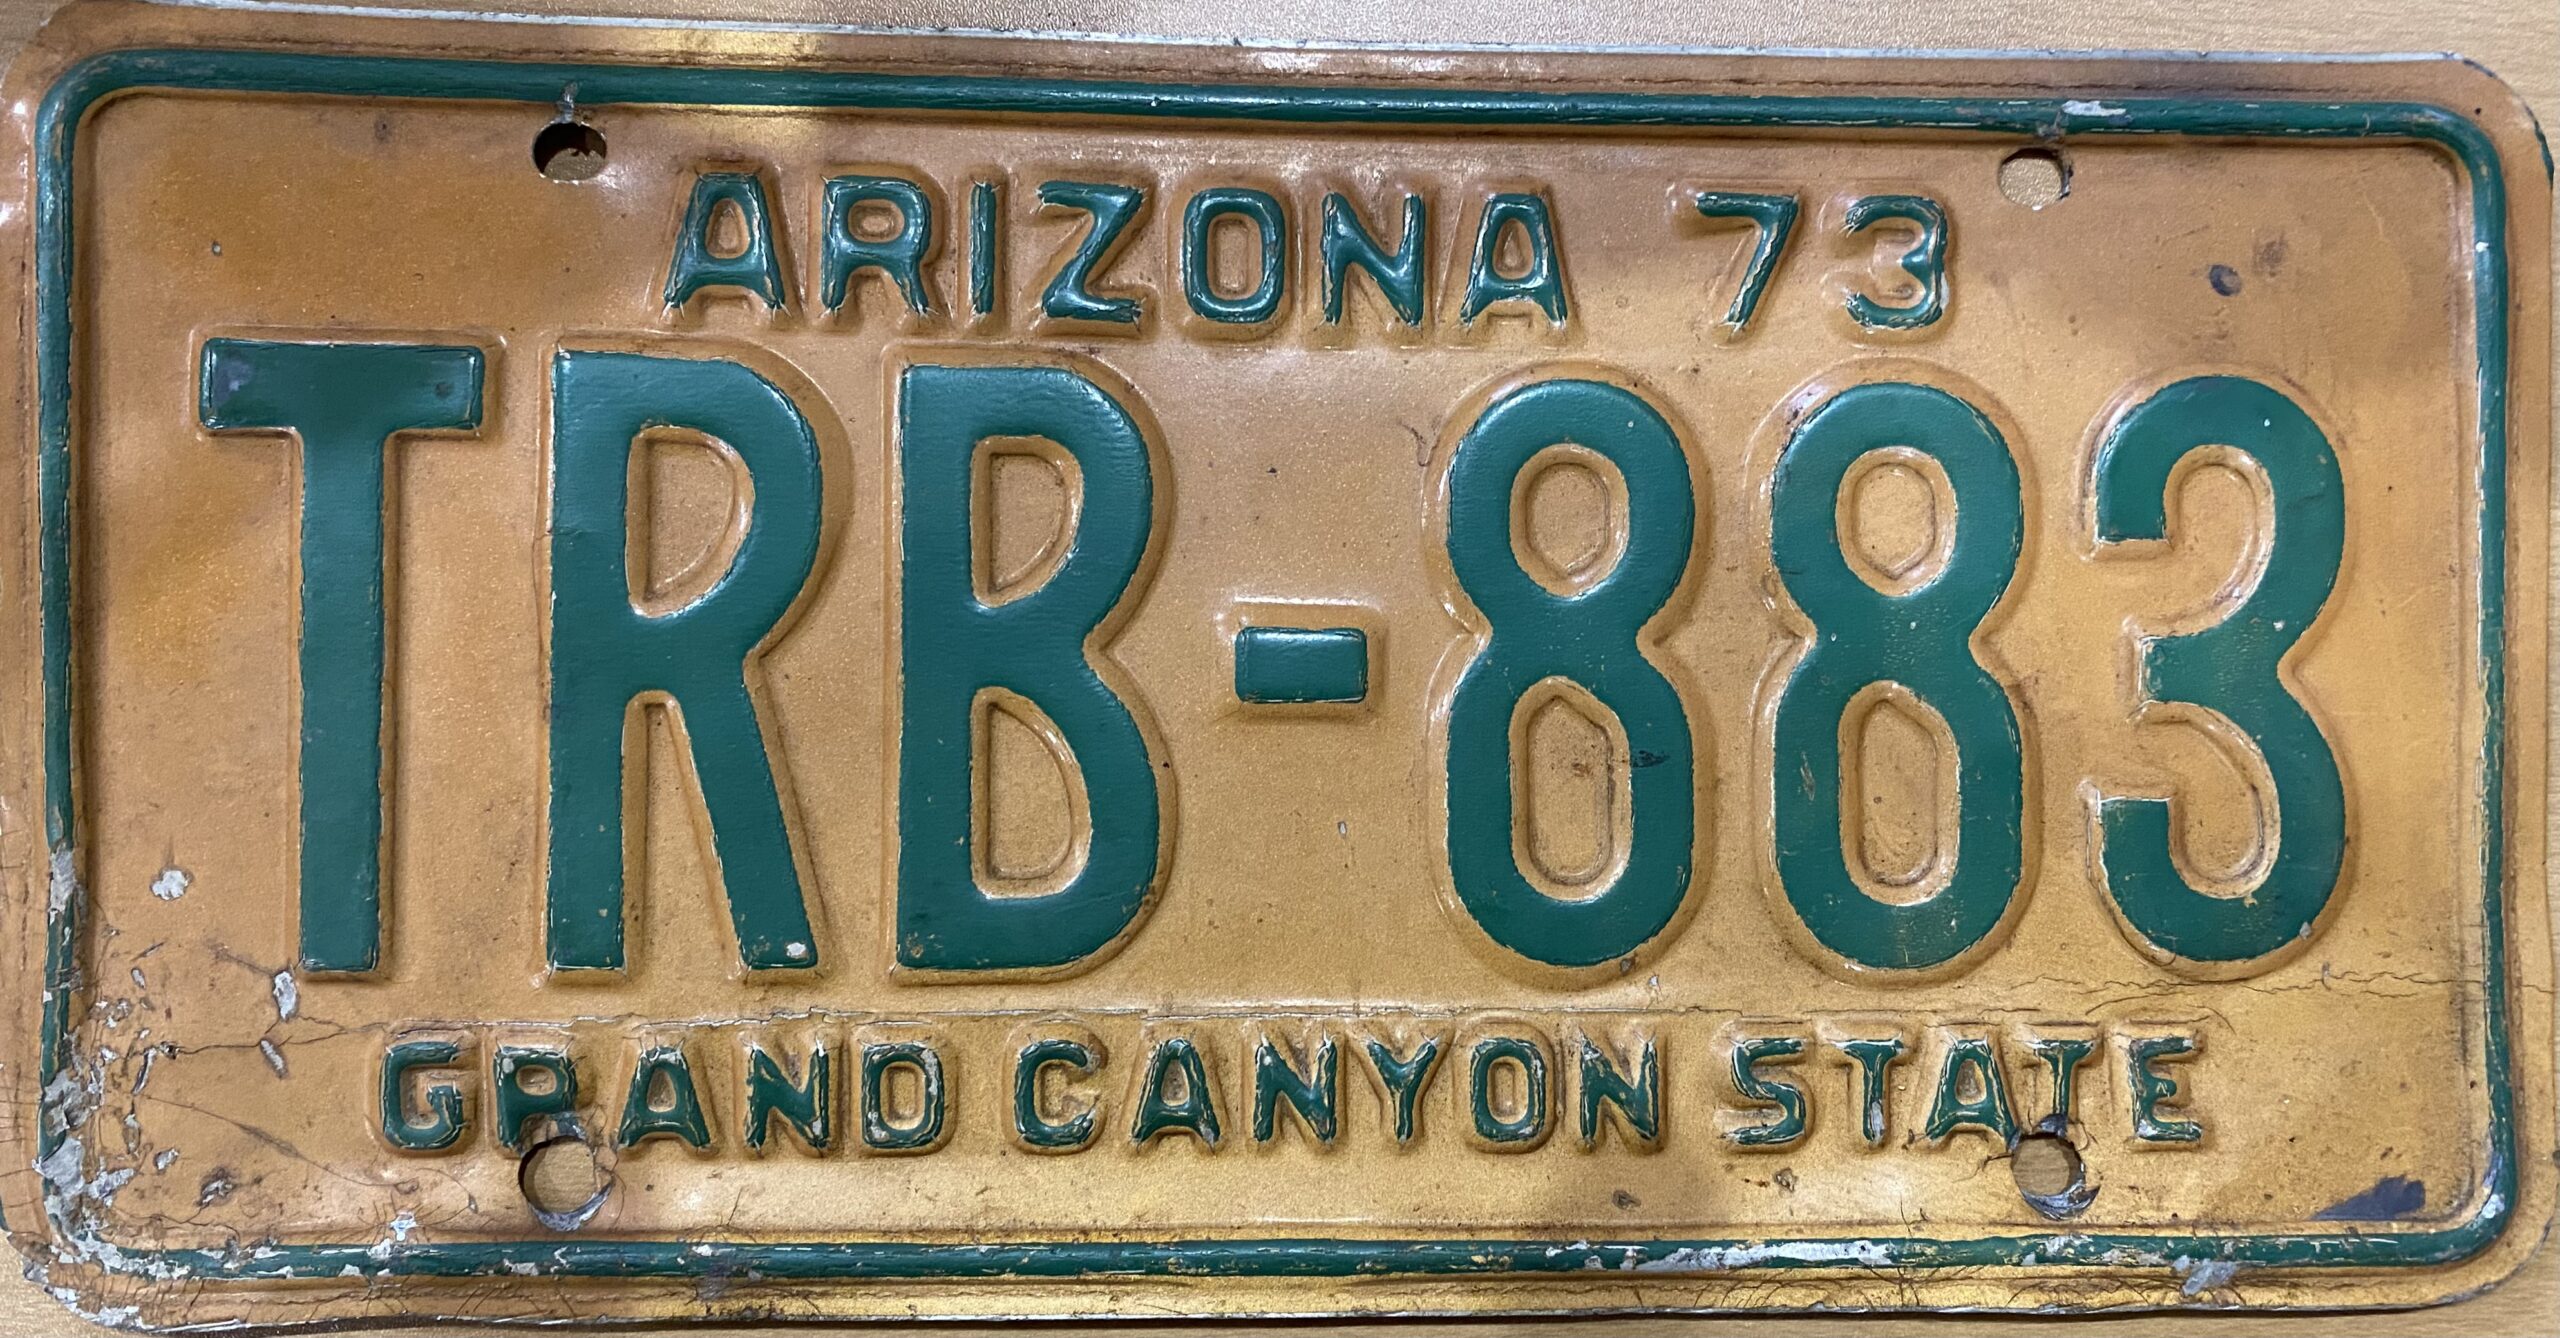 ARIZONA 73
TRB-883
GRAND CANYON STATE